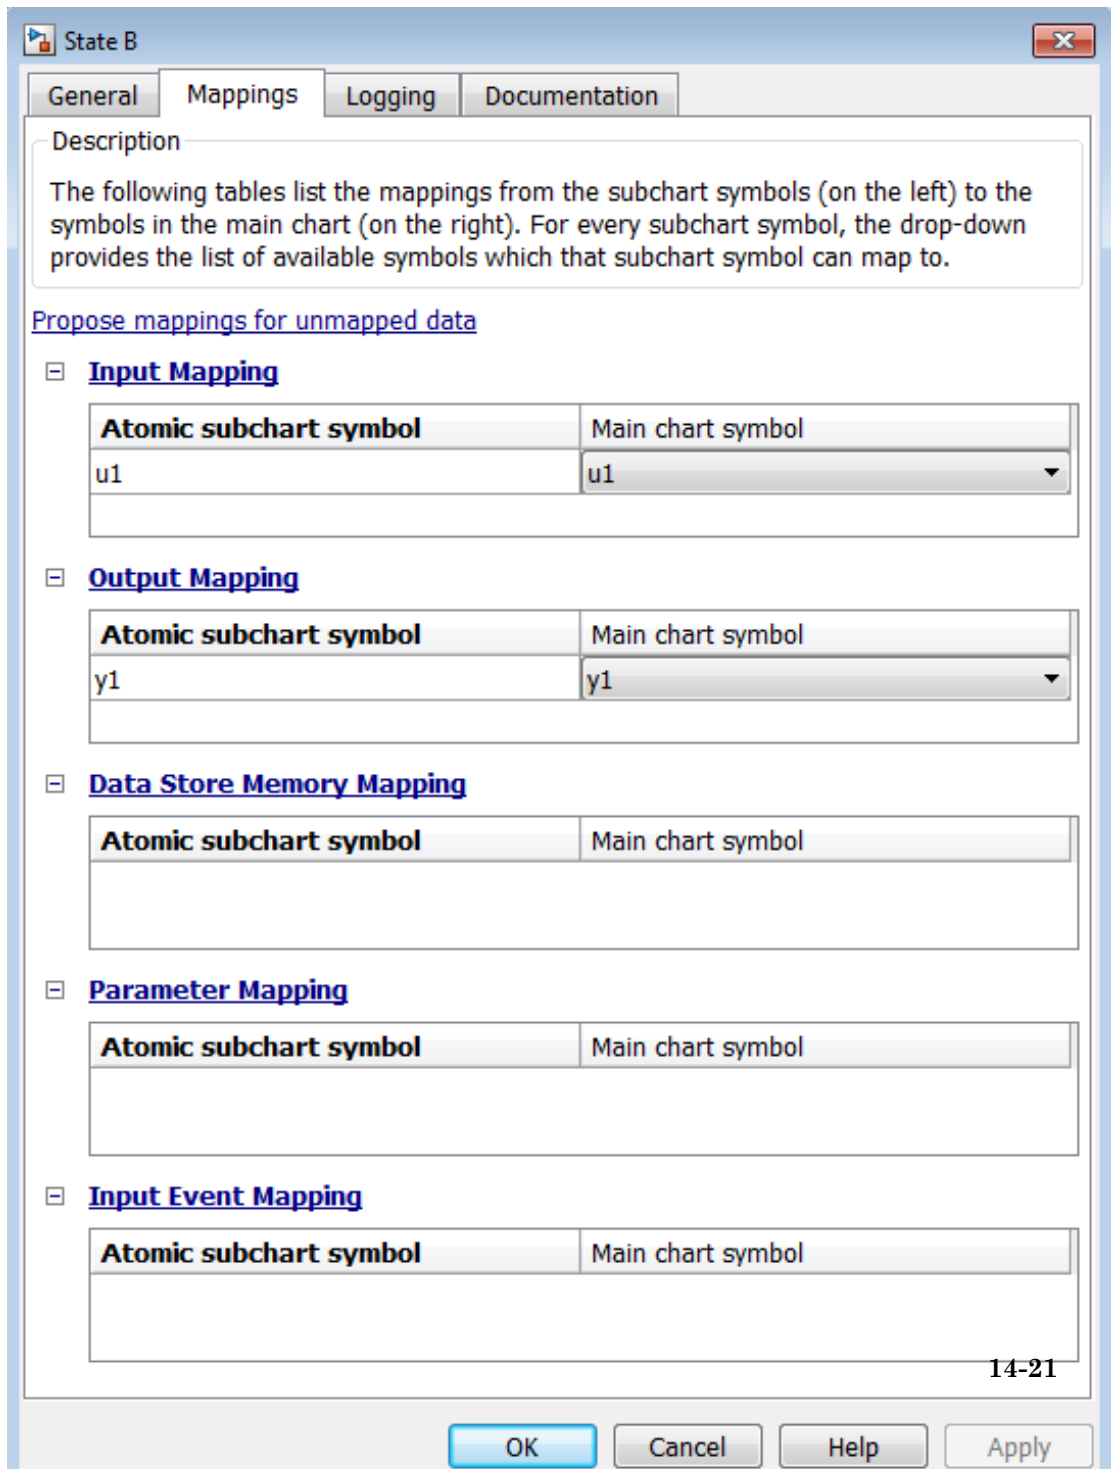 State B
General Mappings Logging Documentation
Description
The following tables list the mappings from the subchart symbols (on the left) to the
symbols in the main chart (on the right). For every subchart symbol, the drop-down
provides the list of available symbols which that subchart symbol can map to.
Propose mappings for unmapped data
Input Mapping
Atomic subchart symbol Main chart symbol
u1 u1
Output Mapping
Atomic subchart symbol Main chart symbol
y1 y1
Data Store Memory Mapping
Atomic subchart symbol Main chart symbol
Parameter Mapping
Atomic subchart symbol Main chart symbol
Input Event Mapping
Atomic subchart symbol Main chart symbol
14-21
OK Cancel Help Apply